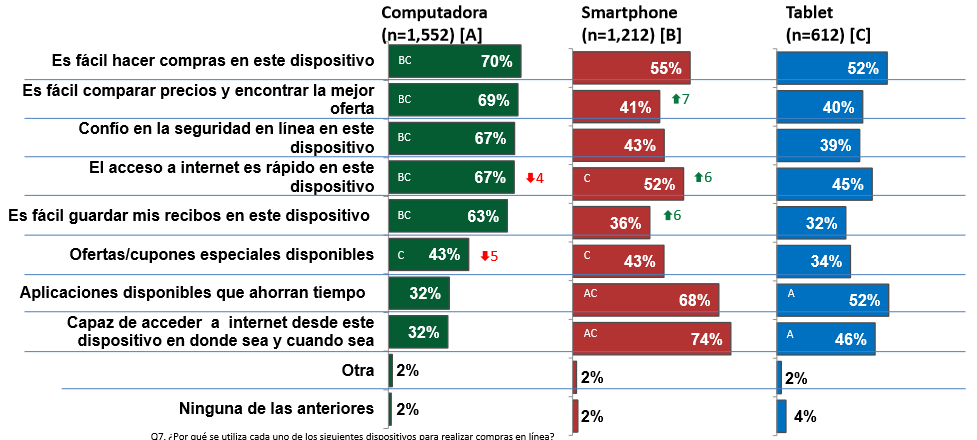 Computadora
(n=1,552) [A]
Smartphone
(n=1,212) [B]
Tablet
(n=612) [C]
Es fácil hacer compras en este dispositivo
BC 70%
55%
52%
Es fácil comparar precios y encontrar la mejor
oferta
BC 69%
41% 7
40%
Confío en la seguridad en línea en este
dispositivo
BC 67%
43%
39%
El acceso a internet es rápido en este
dispositivo
BC 67% 4
C 52% 6
45%
Es fácil guardar mis recibos en este dispositivo
BC 63%
36% 6
32%
Ofertas/cupones especiales disponibles
C 43% 5
43%
34%
Aplicaciones disponibles que ahorran tiempo
32%
AC 68%
A 52%
Capaz de acceder a internet desde este
dispositivo en donde sea y cuando sea
32%
AC 74%
A 46%
Otra
2%
2%
2%
Ninguna de las anteriores
2%
2%
4%
Q7. ¿Por qué se utiliza cada uno de los siguientes dispositivos para realizar compras en línea?